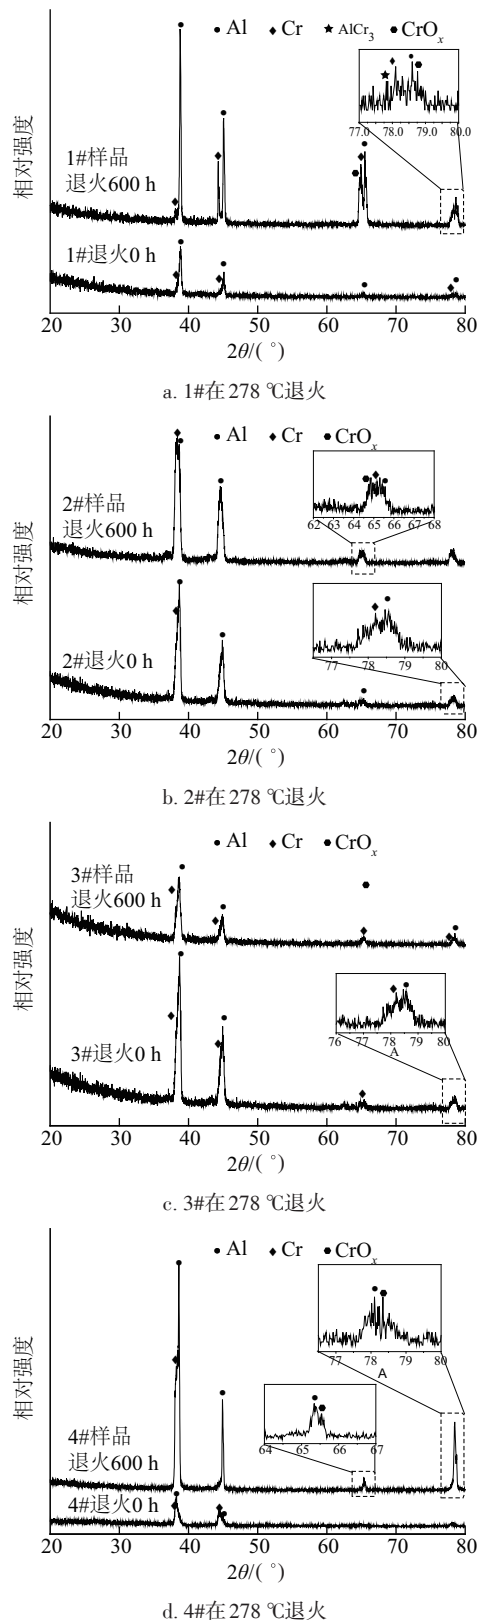 Al Cr AlCr₃ CrOₓ
77.0 78.0 79.0 80.0
1#样品
退火600 h
1#退火0 h
相对强度
20 30 40 50 60 70 80
2θ/(°)
a. 1#在278 ℃退火
Al Cr CrOₓ
2#样品
退火600 h
62 63 64 65 66 67 68
2#退火0 h
77 78 79 80
相对强度
20 30 40 50 60 70 80
2θ/(°)
b. 2#在278 ℃退火
Al Cr CrOₓ
3#样品
退火600 h
3#退火0 h
76 77 78 79 80
A
相对强度
20 30 40 50 60 70 80
2θ/(°)
c. 3#在278 ℃退火
Al Cr CrOₓ
77 78 79 80
A
4#样品
退火600 h
64 65 66 67
4#退火0 h
相对强度
20 30 40 50 60 70 80
2θ/(°)
d. 4#在278 ℃退火